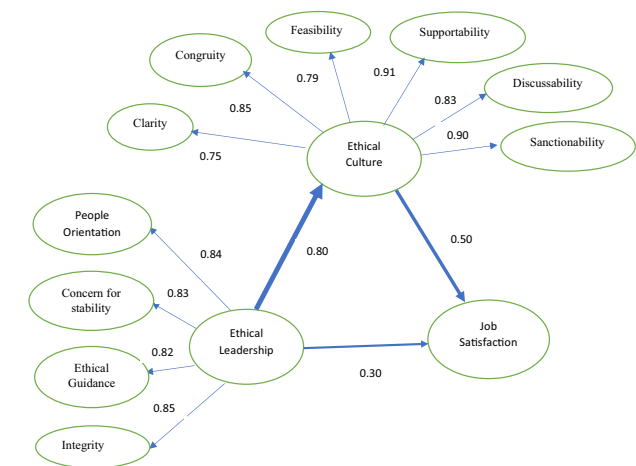 Feasibility
Supportability
Congruity
0.79
0.91
Discussability
0.85
0.83
Clarity
0.90
Sanctionability
Ethical
Culture
0.75
People
Orientation
0.84
0.80
0.50
Concern for
stability
0.83
Ethical
Leadership
Job
Satisfaction
0.82
Ethical
Guidance
0.30
0.85
Integrity